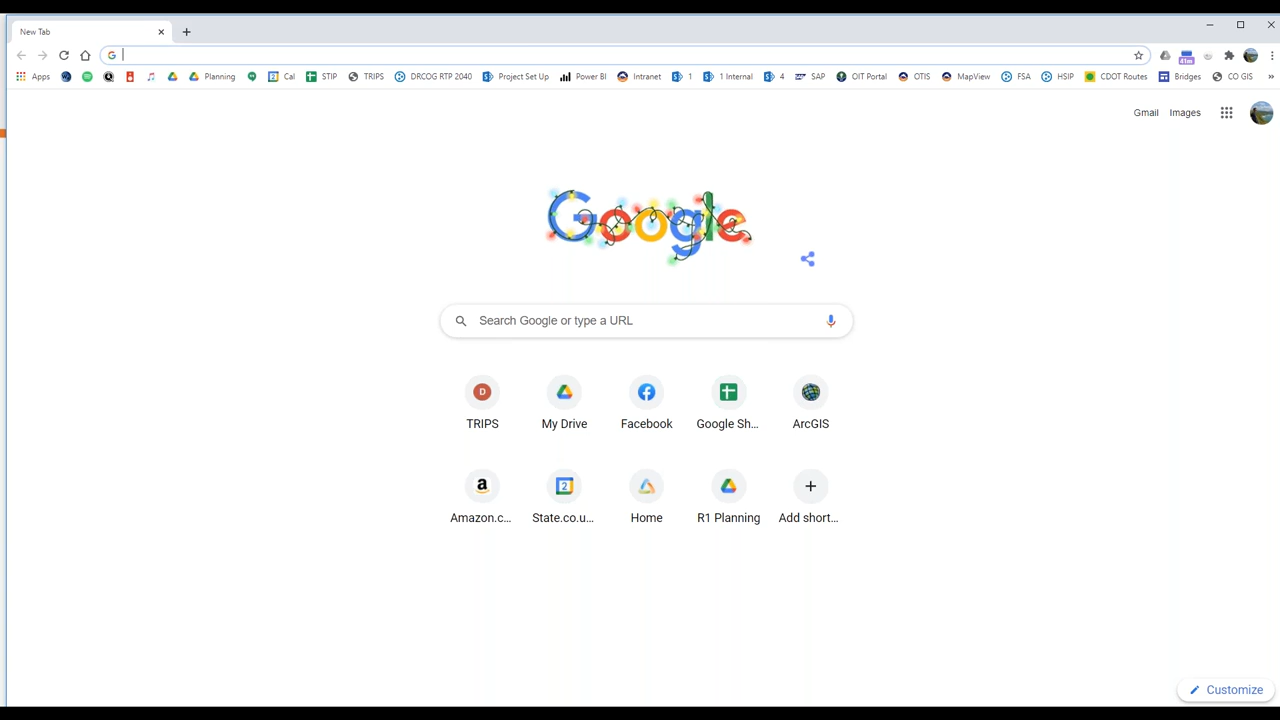 New Tab
Apps Planning Cal STIP TRIPS DRCOG RTP 2040 Project Set Up Power BI Intranet 1 1 Internal 4 SAP OIT Portal OTIS MapView FSA HSIP CDOT Routes Bridges CO GIS »
41m
Gmail Images
Google
Search Google or type a URL
TRIPS My Drive Facebook Google Sh... ArcGIS
Amazon.c... State.co.u... Home R1 Planning Add short...
Customize